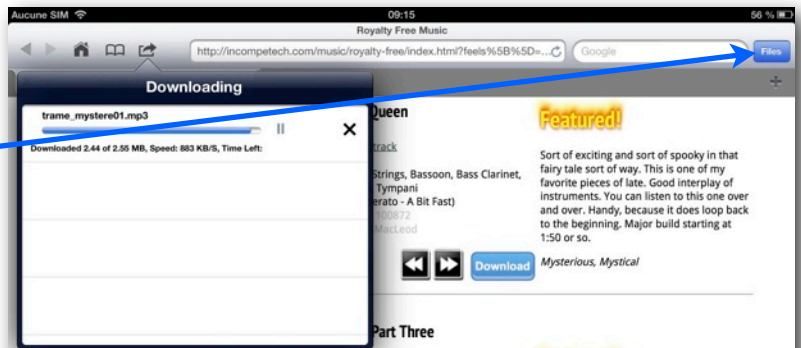 Aucune SIM 09:15 56 %
Royalty Free Music
http://incompetech.com/music/royalty-free/index.html?feels%5B%5D=... Google Files
Downloading
trame_mystere01.mp3
Downloaded 2.44 of 2.55 MB, Speed: 883 KB/S, Time Left:
Queen
track
Strings, Bassoon, Bass Clarinet,
Tympani
erato - A Bit Fast)
100872
MacLeod
Download
Featured!
Sort of exciting and sort of spooky in that
fairy tale sort of way. This is one of my
favorite pieces of late. Good interplay of
instruments. You can listen to this one over
and over. Handy, because it does loop back
to the beginning. Major build starting at
1:50 or so.
Mysterious, Mystical
Part Three